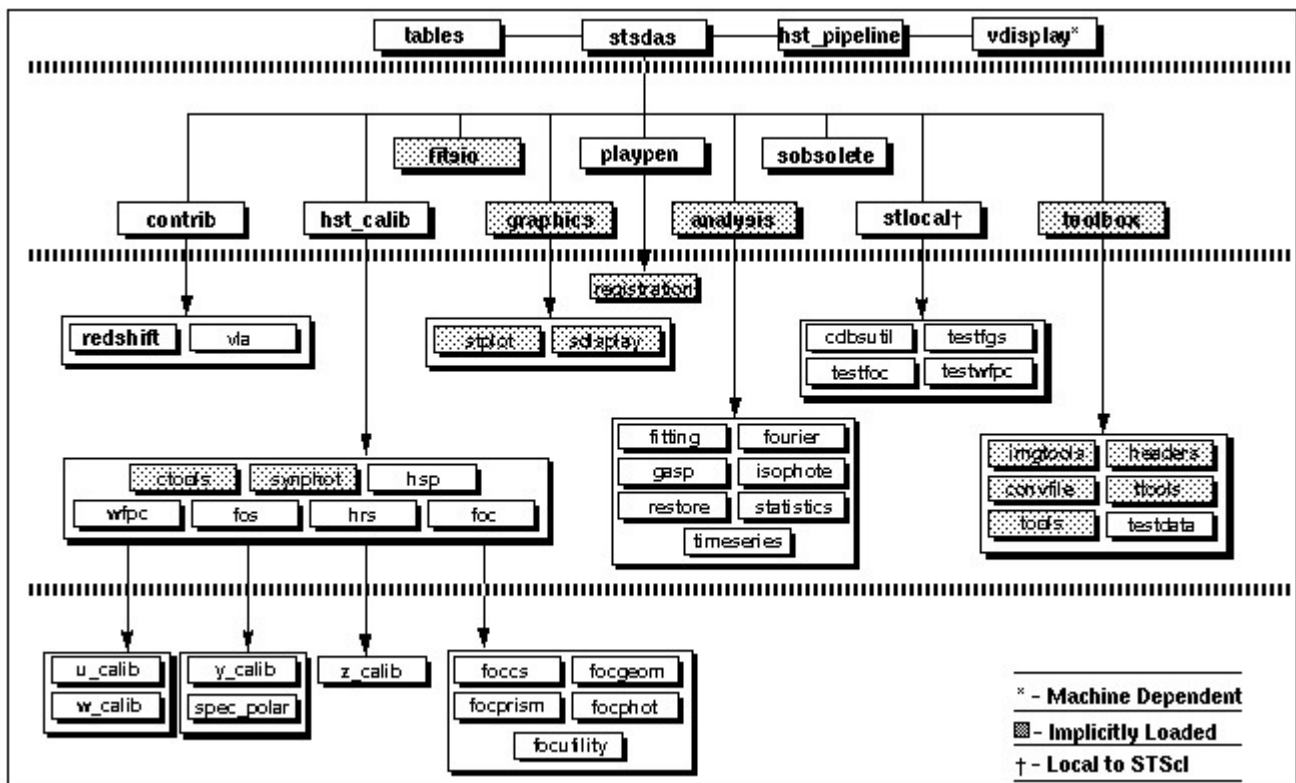 tables stsdas hst_pipeline vdisplay*
fitsio playpen sobsolete
contrib hst_calib graphics analysis stlocal† toolbox
registration
redshift vla
stplot sdisplay
cdbsutil testfgs
testfoc testwfpc
fitting fourier
gasp isophote
restore statistics
timeseries
imgtools headers
convfile ttools
tools testdata
ctools synphot hsp
wfpc fos hrs foc
u_calib
w_calib
y_calib
spec_polar
z_calib
foccs focgeom
focprism focphot
focutility
* - Machine Dependent
- Implicitly Loaded
† - Local to STScI